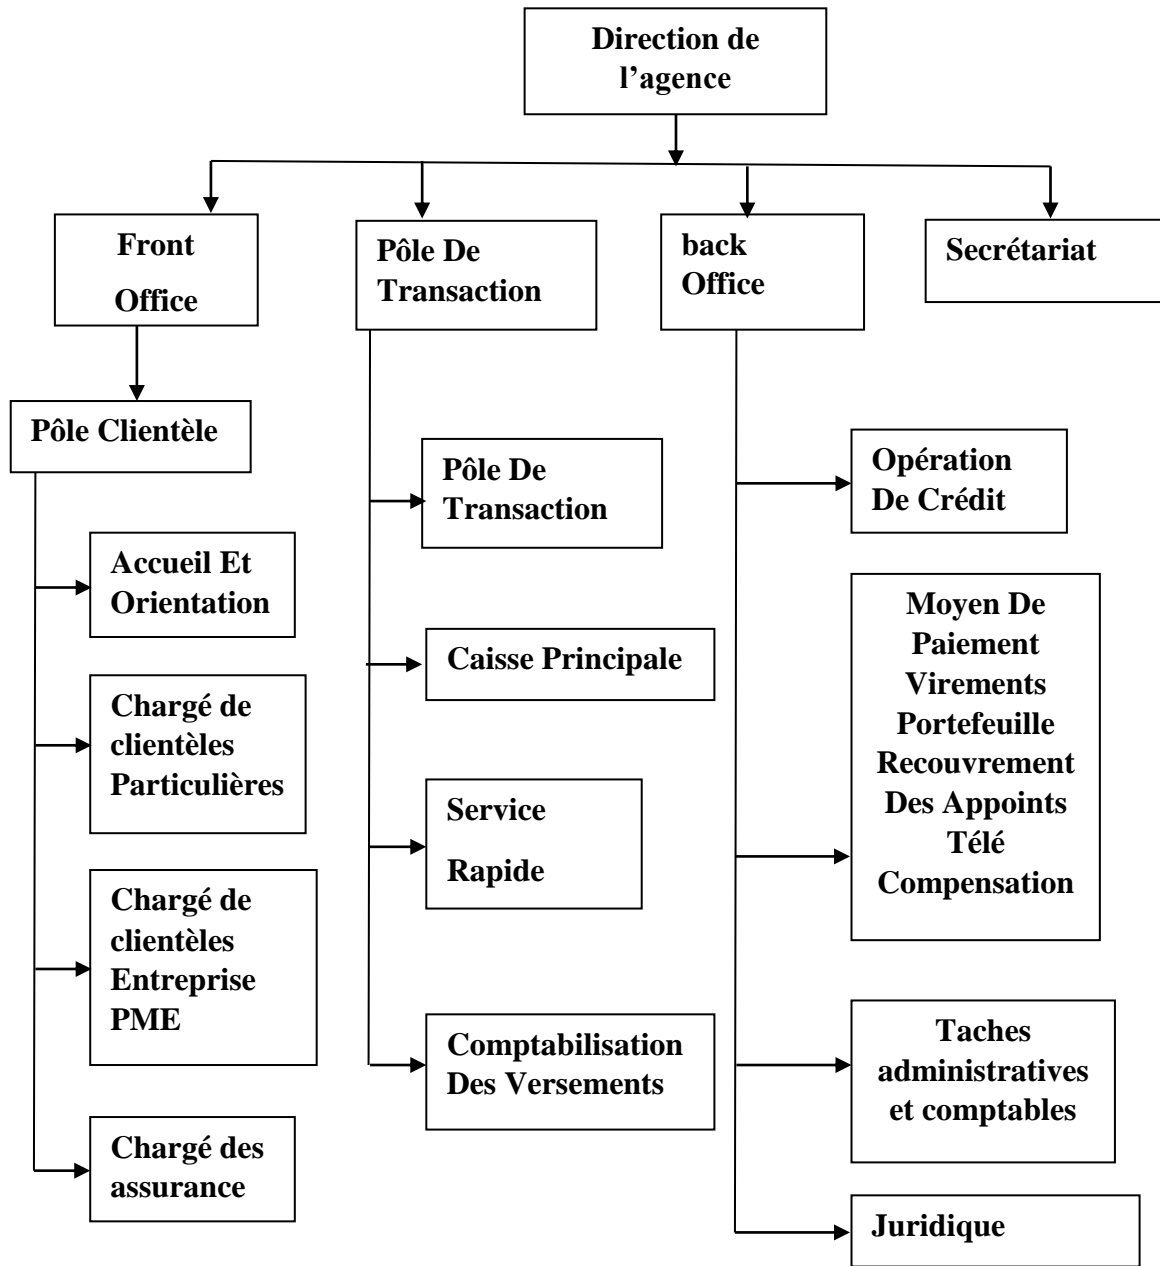 Direction de
l’agence
Front
Office
Pôle De
Transaction
back
Office
Secrétariat
Pôle Clientèle
Accueil Et
Orientation
Chargé de
clientèles
Particulières
Chargé de
clientèles
Entreprise
PME
Chargé des
assurance
Pôle De
Transaction
Caisse Principale
Service
Rapide
Comptabilisation
Des Versements
Opération
De Crédit
Moyen De
Paiement
Virements
Portefeuille
Recouvrement
Des Appoints
Télé
Compensation
Taches
administratives
et comptables
Juridique